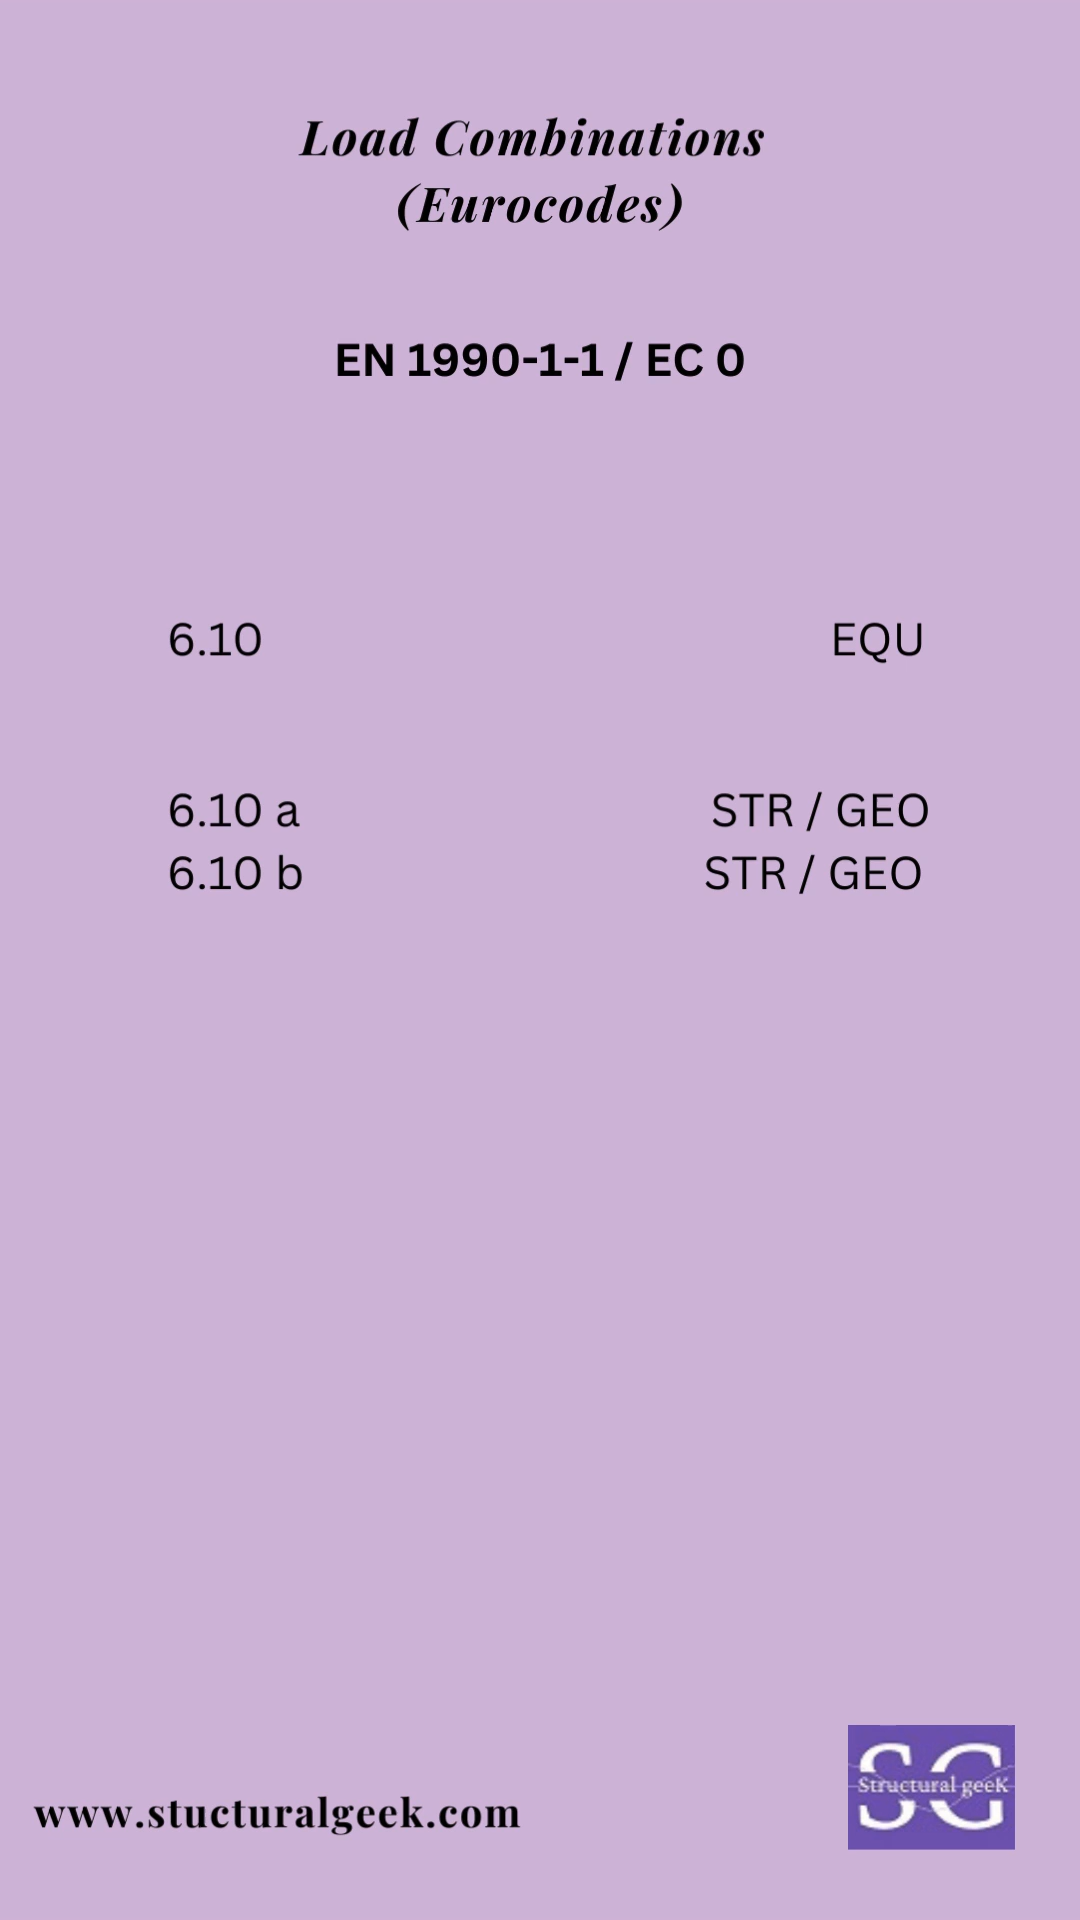 Load Combinations
(Eurocodes)
EN 1990-1-1 / EC 0
6.10 EQU
6.10 a STR / GEO
6.10 b STR / GEO
www.stucturalgeek.com
SG
Structural geeK